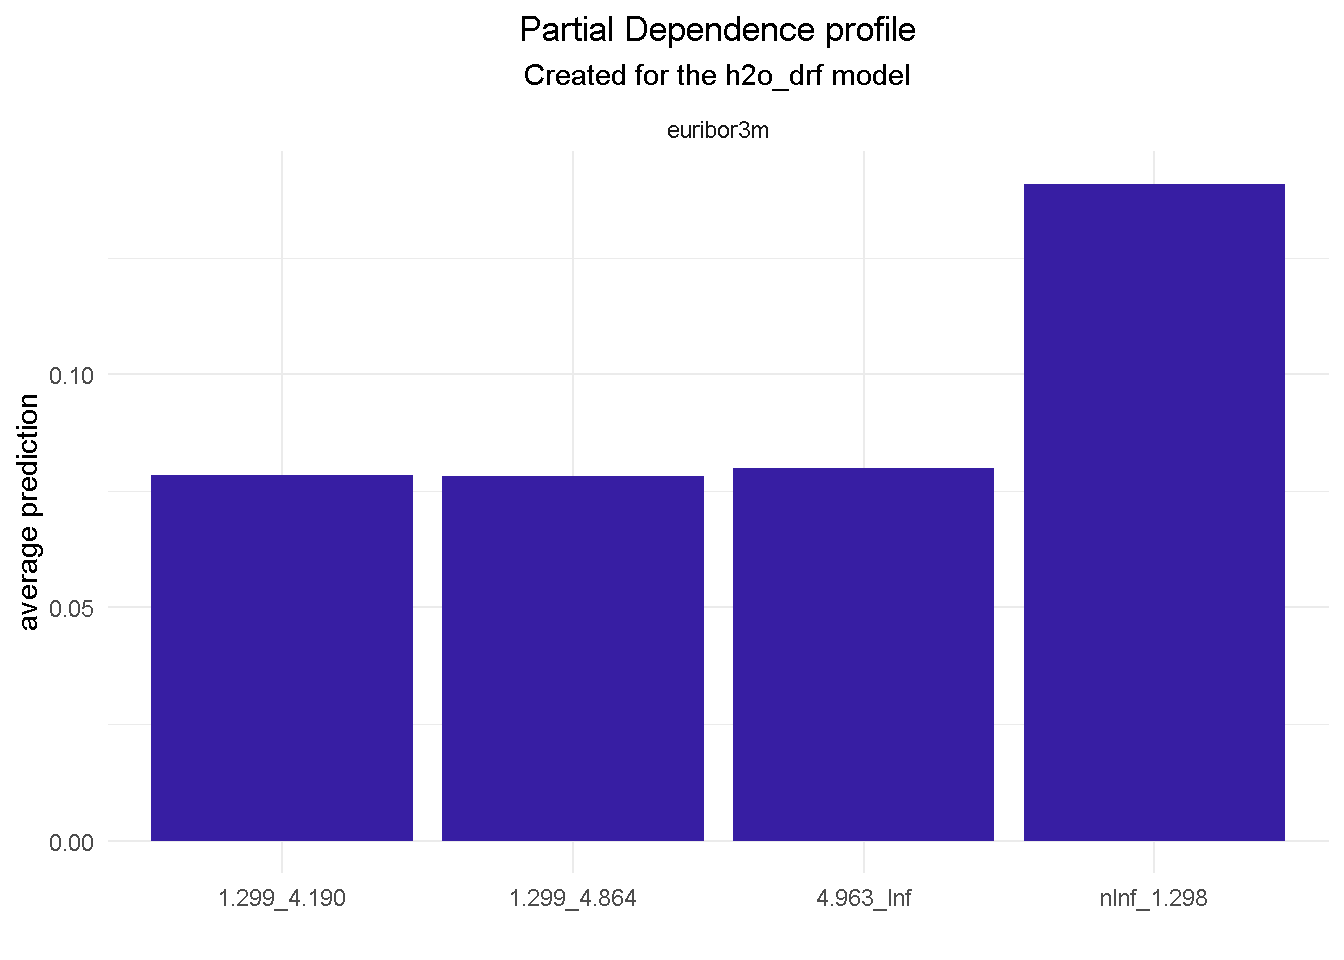 Partial Dependence profile
Created for the h2o_drf model
euribor3m
average prediction
0.10
0.05
0.00
1.299_4.190
1.299_4.864
4.963_Inf
nInf_1.298